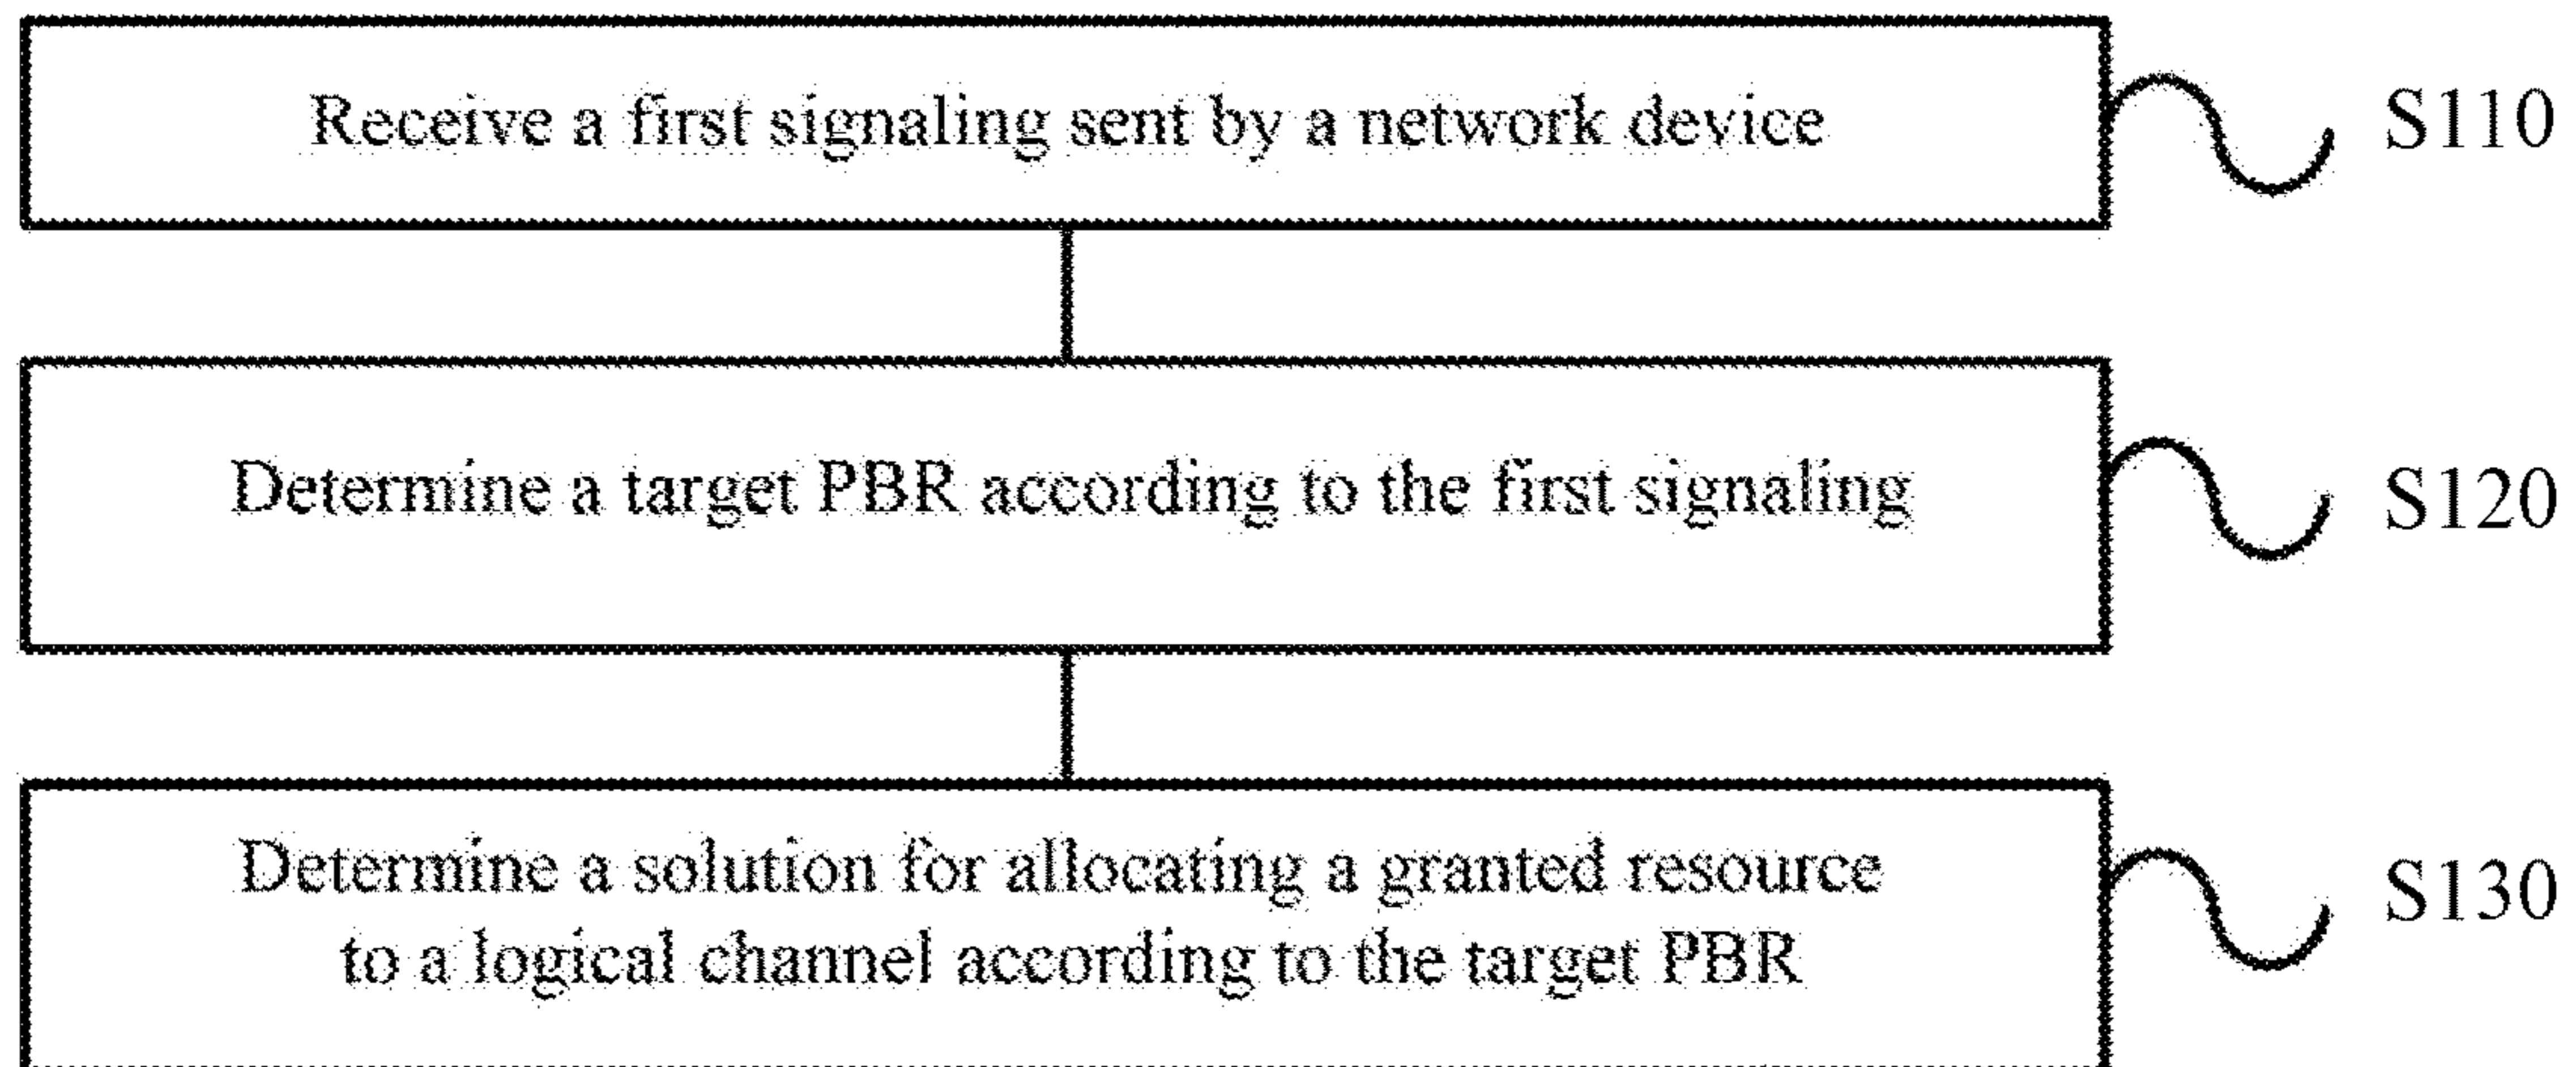 Receive a first signaling sent by a network device
S110
Determine a target PBR according to the first signaling
S120
Determine a solution for allocating a granted resource
to a logical channel according to the target PBR
S130